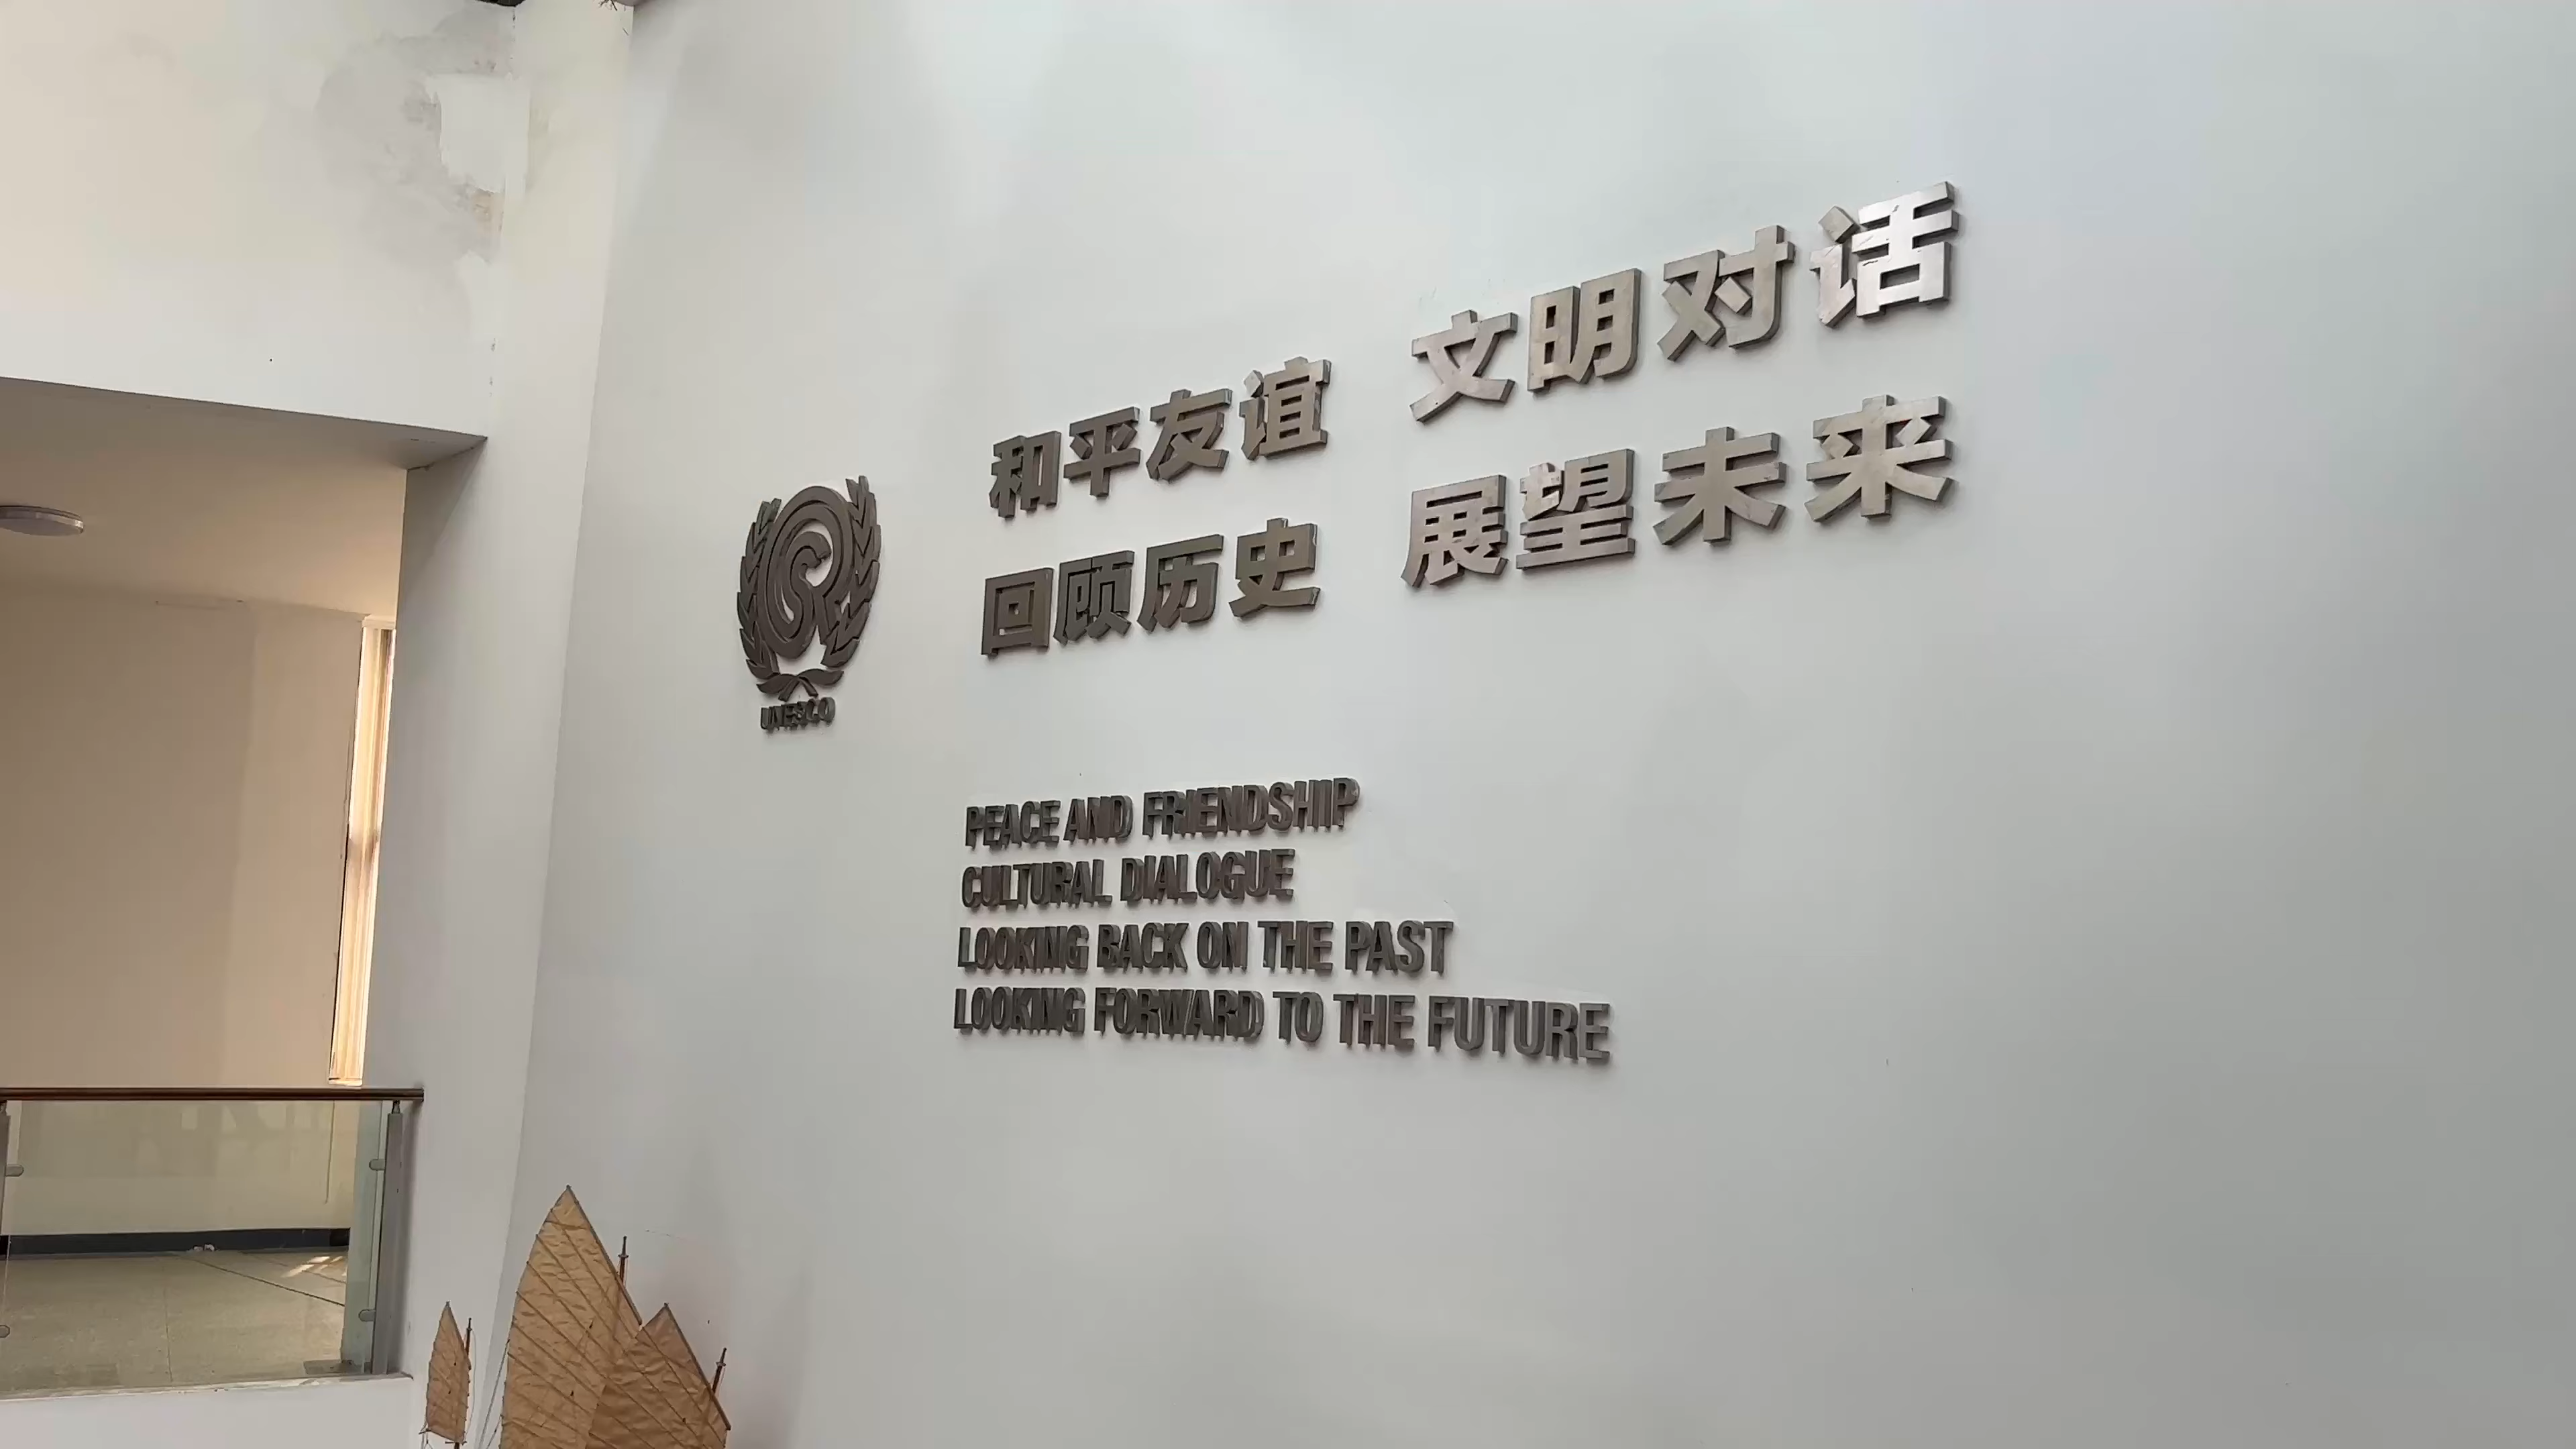 和平友谊 文明对话
回顾历史 展望未来
UNESCO
PEACE AND FRIENDSHIP
CULTURAL DIALOGUE
LOOKING BACK ON THE PAST
LOOKING FORWARD TO THE FUTURE